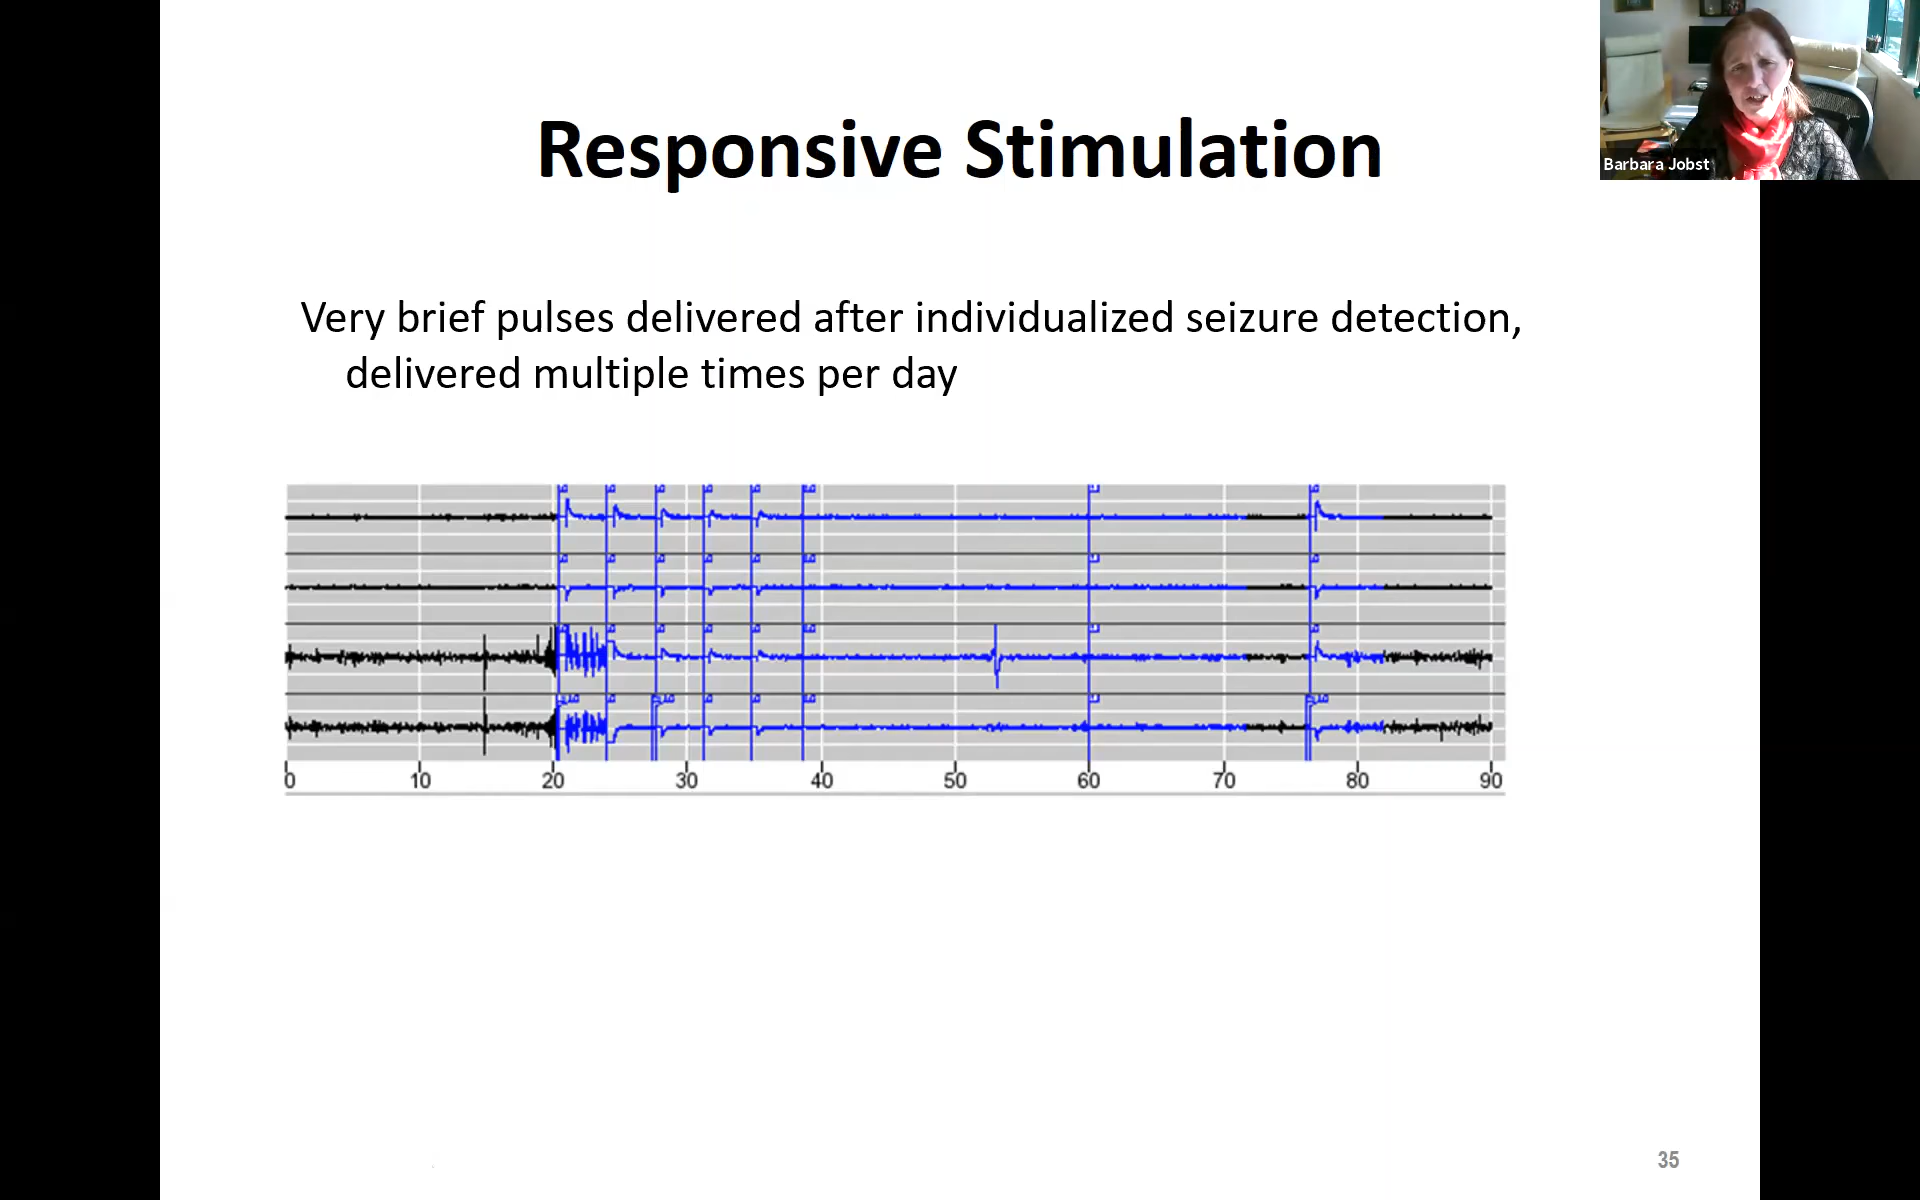 Responsive Stimulation
Barbara Jobst
Very brief pulses delivered after individualized seizure detection,
delivered multiple times per day
0 10 20 30 40 50 60 70 80 90
35